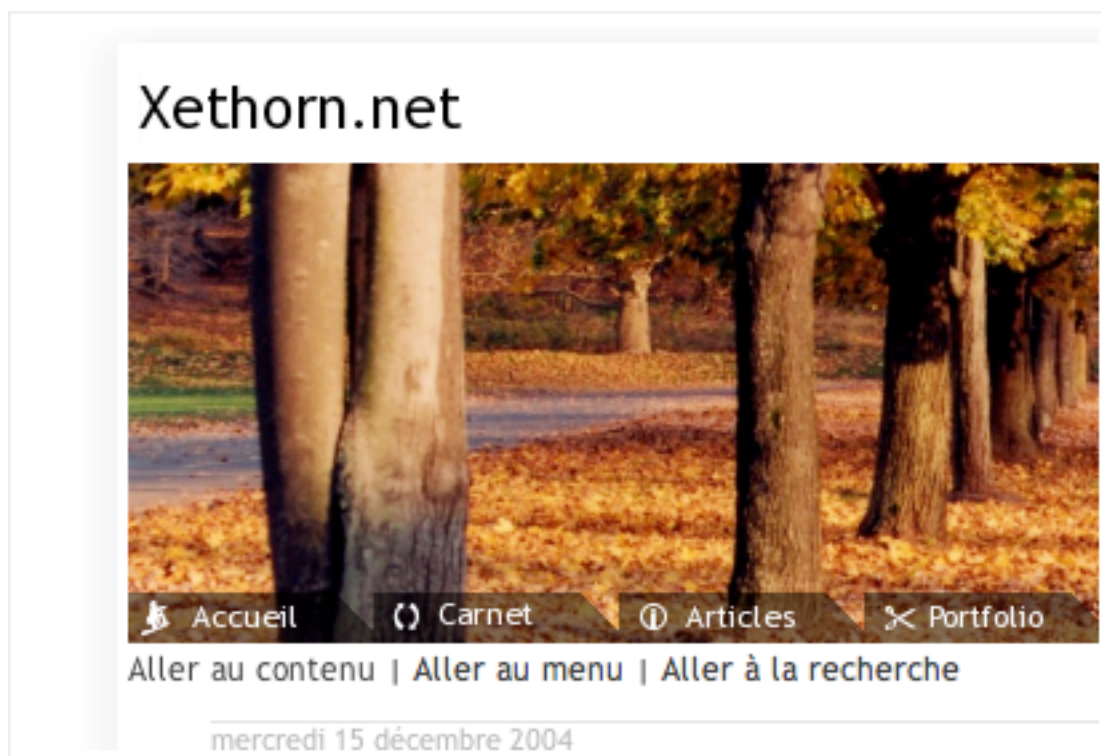 Xethorn.net
Accueil Carnet Articles Portfolio
Aller au contenu | Aller au menu | Aller à la recherche
mercredi 15 décembre 2004